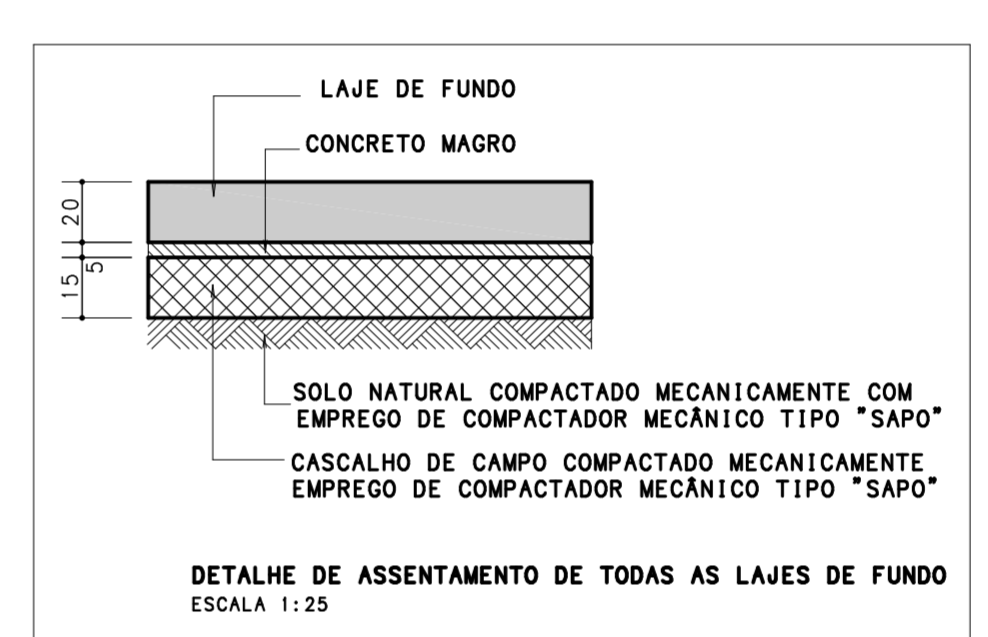 LAJE DE FUNDO
CONCRETO MAGRO
20
5
15
SOLO NATURAL COMPACTADO MECANICAMENTE COM
EMPREGO DE COMPACTADOR MECÂNICO TIPO "SAPO"
CASCALHO DE CAMPO COMPACTADO MECANICAMENTE
EMPREGO DE COMPACTADOR MECÂNICO TIPO "SAPO"
DETALHE DE ASSENTAMENTO DE TODAS AS LAJES DE FUNDO
ESCALA 1:25